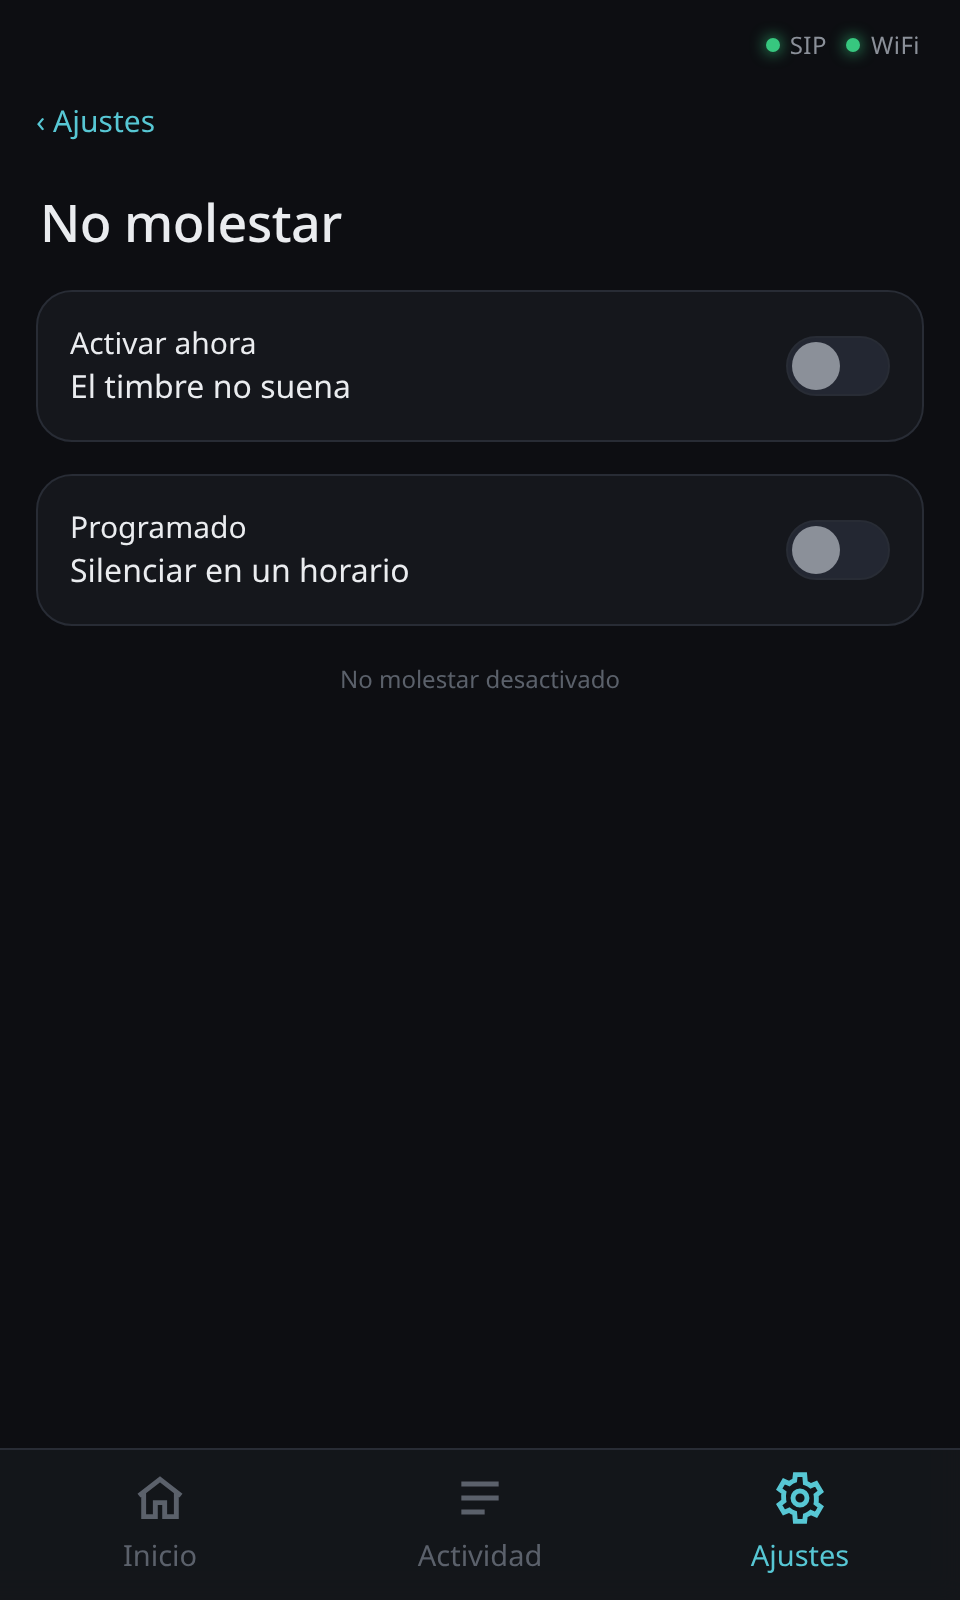 SIP WiFi
‹ Ajustes
No molestar
Activar ahora
El timbre no suena
Programado
Silenciar en un horario
No molestar desactivado
Inicio Actividad Ajustes